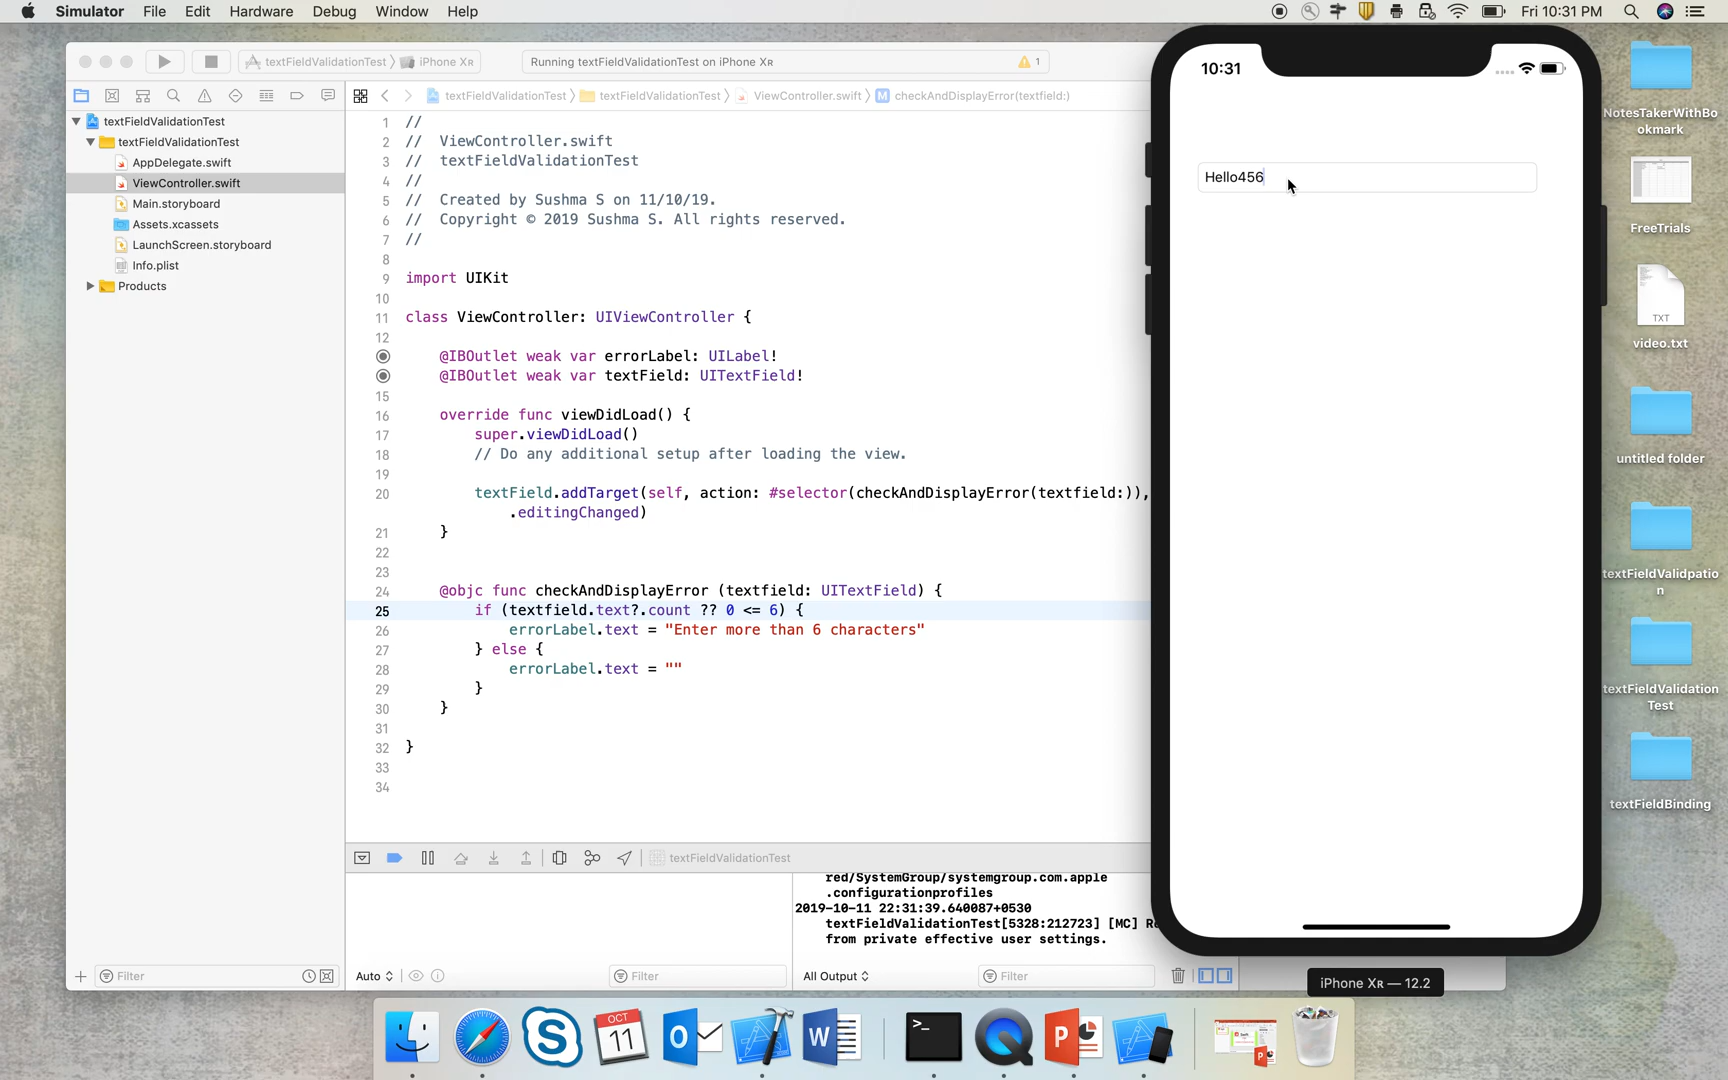 Simulator File Edit Hardware Debug Window Help Fri 10:31 PM
textFieldValidationTest iPhone XR Running textFieldValidationTest on iPhone XR 1
textFieldValidationTest textFieldValidationTest ViewController.swift M checkAndDisplayError(textfield:)
textFieldValidationTest
textFieldValidationTest
AppDelegate.swift
ViewController.swift
Main.storyboard
Assets.xcassets
LaunchScreen.storyboard
Info.plist
Products
1 //
2 // ViewController.swift
3 // textFieldValidationTest
4 //
5 // Created by Sushma S on 11/10/19.
6 // Copyright © 2019 Sushma S. All rights reserved.
7 //
8
9 import UIKit
10
11 class ViewController: UIViewController {
12
@IBOutlet weak var errorLabel: UILabel!
@IBOutlet weak var textField: UITextField!
15
16 override func viewDidLoad() {
17 super.viewDidLoad()
18 // Do any additional setup after loading the view.
19
20 textField.addTarget(self, action: #selector(checkAndDisplayError(textfield:)),
.editingChanged)
21 }
22
23
24 @objc func checkAndDisplayError (textfield: UITextField) {
25 if (textfield.text?.count ?? 0 <= 6) {
26 errorLabel.text = "Enter more than 6 characters"
27 } else {
28 errorLabel.text = ""
29 }
30 }
31
32 }
33
34
textFieldValidationTest
red/SystemGroup/systemgroup.com.apple
.configurationprofiles
2019-10-11 22:31:39.640087+0530
textFieldValidationTest[5328:212723] [MC] R
from private effective user settings.
Filter Auto Filter All Output Filter
10:31
Hello456
iPhone XR — 12.2
NotesTakerWithBo
okmark
FreeTrials
TXT
video.txt
untitled folder
textFieldValidpatio
n
textFieldValidation
Test
textFieldBinding
OCT
11